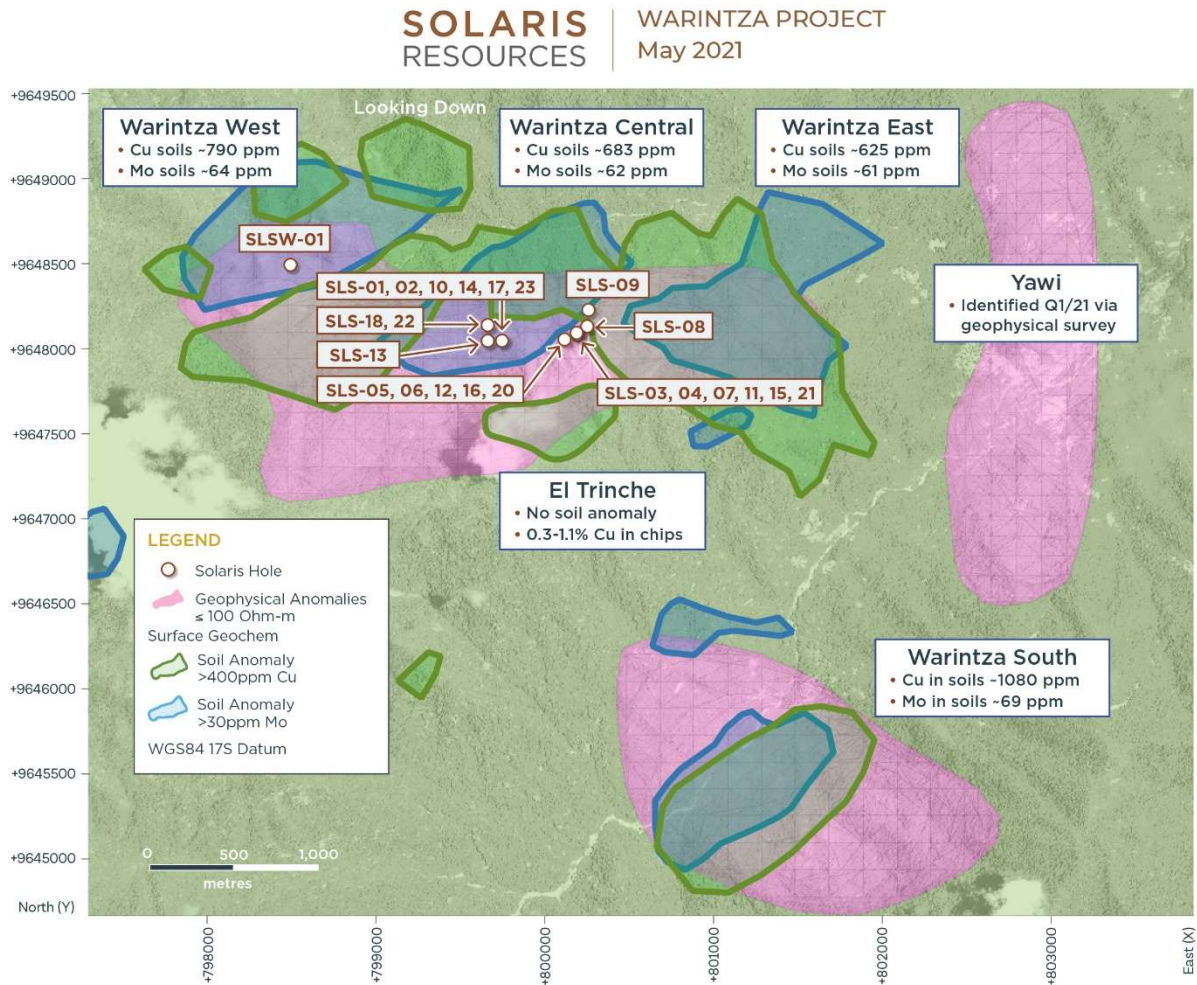 SOLARIS
RESOURCES
WARINTZA PROJECT
May 2021
+9649500
+9649000
+9648500
+9648000
+9647500
+9647000
+9646500
+9646000
+9645500
+9645000
North (Y)
Looking Down
Warintza West
• Cu soils ~790 ppm
• Mo soils ~64 ppm
Warintza Central
• Cu soils ~683 ppm
• Mo soils ~62 ppm
Warintza East
• Cu soils ~625 ppm
• Mo soils ~61 ppm
SLSW-01
SLS-01, 02, 10, 14, 17, 23
SLS-09
SLS-18, 22
SLS-08
SLS-13
SLS-05, 06, 12, 16, 20
SLS-03, 04, 07, 11, 15, 21
Yawi
• Identified Q1/21 via
geophysical survey
El Trinche
• No soil anomaly
• 0.3-1.1% Cu in chips
Warintza South
• Cu in soils ~1080 ppm
• Mo in soils ~69 ppm
LEGEND
Solaris Hole
Geophysical Anomalies
≤ 100 Ohm-m
Surface Geochem
Soil Anomaly
>400ppm Cu
Soil Anomaly
>30ppm Mo
WGS84 17S Datum
0 500 1,000
metres
+798000
+799000
+800000
+801000
+802000
+803000
East (X)